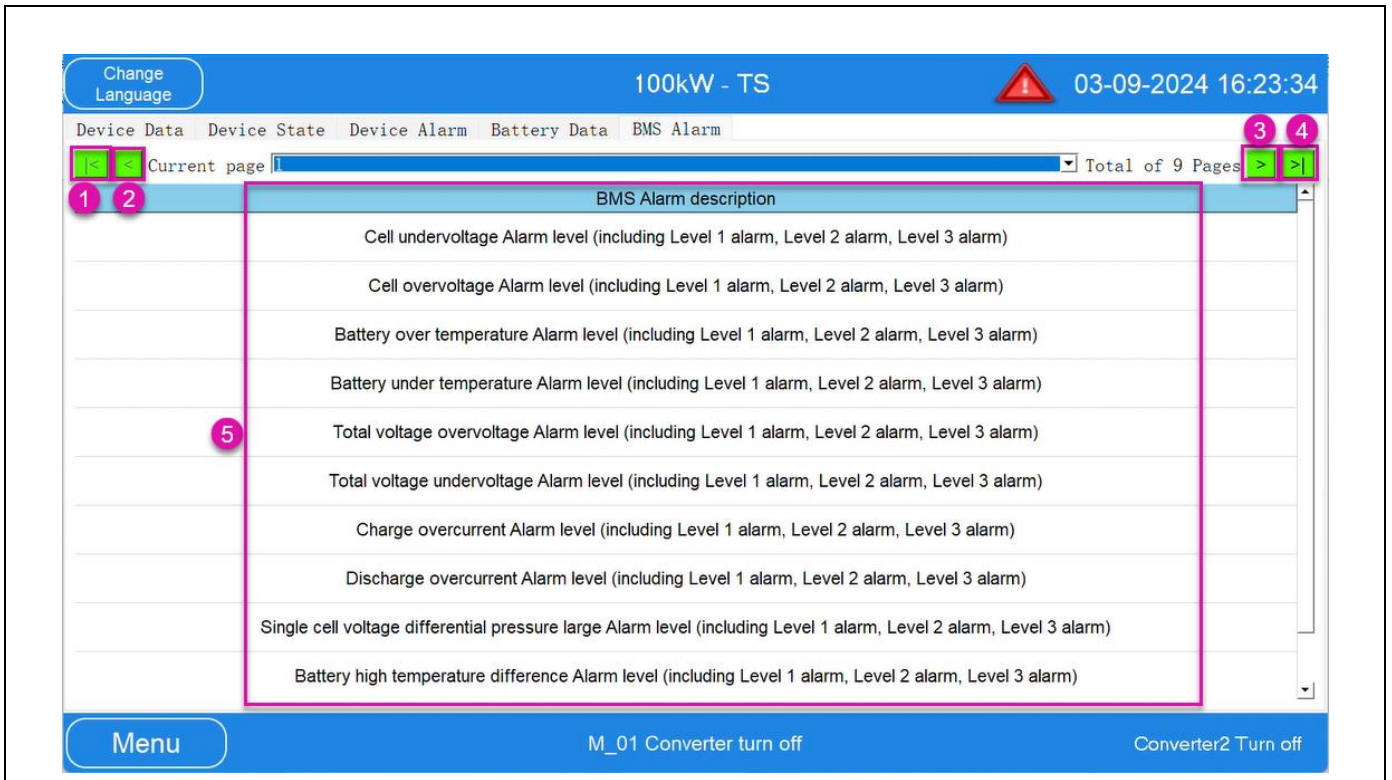 Change
Language
100kW - TS
!
03-09-2024 16:23:34
Device Data Device State Device Alarm Battery Data BMS Alarm
3 4
|< < Current page 1 Total of 9 Pages > >|
1 2
BMS Alarm description
Cell undervoltage Alarm level (including Level 1 alarm, Level 2 alarm, Level 3 alarm)
Cell overvoltage Alarm level (including Level 1 alarm, Level 2 alarm, Level 3 alarm)
Battery over temperature Alarm level (including Level 1 alarm, Level 2 alarm, Level 3 alarm)
Battery under temperature Alarm level (including Level 1 alarm, Level 2 alarm, Level 3 alarm)
5 Total voltage overvoltage Alarm level (including Level 1 alarm, Level 2 alarm, Level 3 alarm)
Total voltage undervoltage Alarm level (including Level 1 alarm, Level 2 alarm, Level 3 alarm)
Charge overcurrent Alarm level (including Level 1 alarm, Level 2 alarm, Level 3 alarm)
Discharge overcurrent Alarm level (including Level 1 alarm, Level 2 alarm, Level 3 alarm)
Single cell voltage differential pressure large Alarm level (including Level 1 alarm, Level 2 alarm, Level 3 alarm)
Battery high temperature difference Alarm level (including Level 1 alarm, Level 2 alarm, Level 3 alarm)
Menu
M_01 Converter turn off
Converter2 Turn off